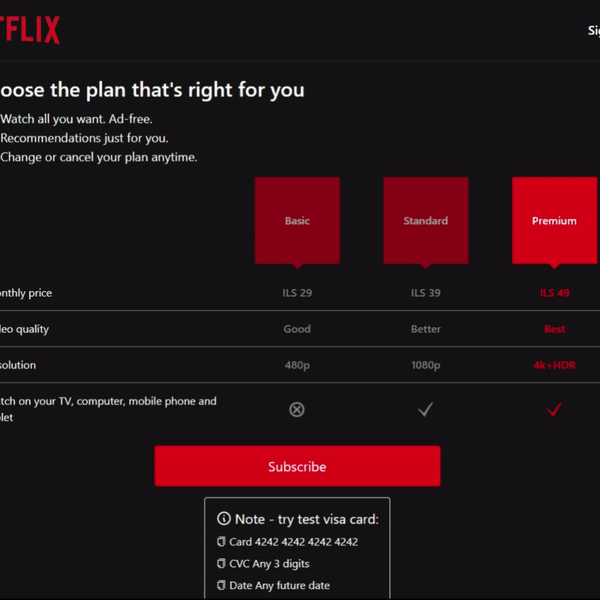 TFLIX
Si
oose the plan that's right for you
Watch all you want. Ad-free.
Recommendations just for you.
Change or cancel your plan anytime.
Basic Standard Premium
nthly price ILS 29 ILS 39 ILS 49
eo quality Good Better Best
solution 480p 1080p 4k+HDR
tch on your TV, computer, mobile phone and
let
Subscribe
Note - try test visa card:
Card 4242 4242 4242 4242
CVC Any 3 digits
Date Any future date